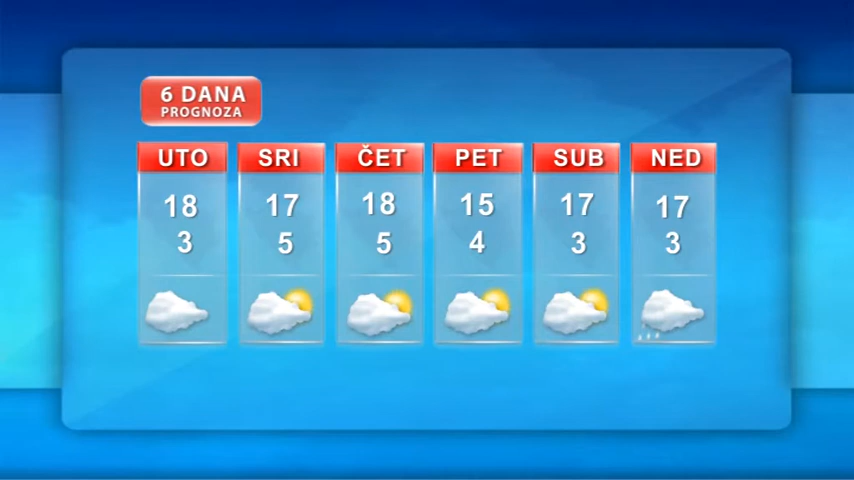 6 DANA
PROGNOZA
UTO SRI ČET PET SUB NED
18 17 18 15 17 17
3 5 5 4 3 3